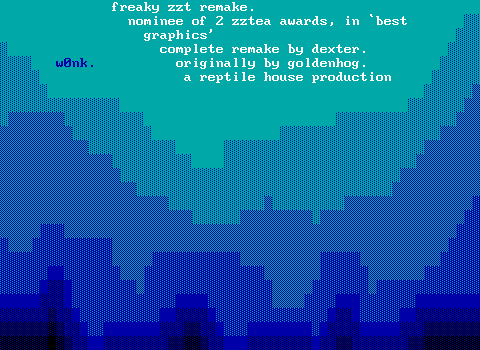 freaky zzt remake.
nominee of 2 zztea awards, in `best
graphics'
complete remake by dexter.
w0nk. originally by goldenhog.
a reptile house production